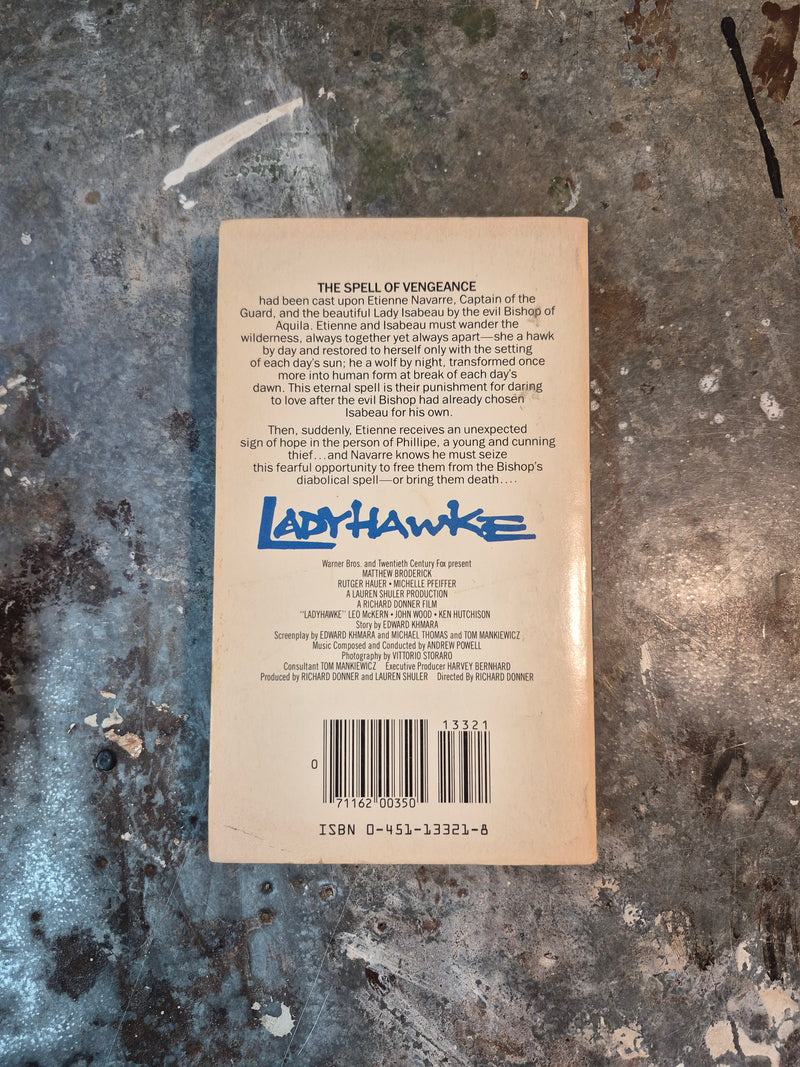 THE SPELL OF VENGEANCE
had been cast upon Etienne Navarre, Captain of the
Guard, and the beautiful Lady Isabeau by the evil Bishop of
Aquila. Etienne and Isabeau must wander the
wilderness, always together yet always apart—she a hawk
by day and restored to herself only with the setting
of each day's sun; he a wolf by night, transformed once
more into human form at break of each day's
dawn. This eternal spell is their punishment for daring
to love after the evil Bishop had already chosen
Isabeau for his own.
Then, suddenly, Etienne receives an unexpected
sign of hope in the person of Phillipe, a young and cunning
thief...and Navarre knows he must seize
this fearful opportunity to free them from the Bishop's
diabolical spell—or bring them death....
LADYHAWKE
Warner Bros. and Twentieth Century Fox present
MATTHEW BRODERICK
RUTGER HAUER • MICHELLE PFEIFFER
A LAUREN SHULER PRODUCTION
A RICHARD DONNER FILM
"LADYHAWKE" LEO McKERN • JOHN WOOD • KEN HUTCHISON
Story by EDWARD KHMARA
Screenplay by EDWARD KHMARA and MICHAEL THOMAS and TOM MANKIEWICZ
Music Composed and Conducted by ANDREW POWELL
Photography by VITTORIO STORARO
Consultant TOM MANKIEWICZ Executive Producer HARVEY BERNHARD
Produced by RICHARD DONNER and LAUREN SHULER Directed By RICHARD DONNER
13321
0
71162 00350
ISBN 0-451-13321-8